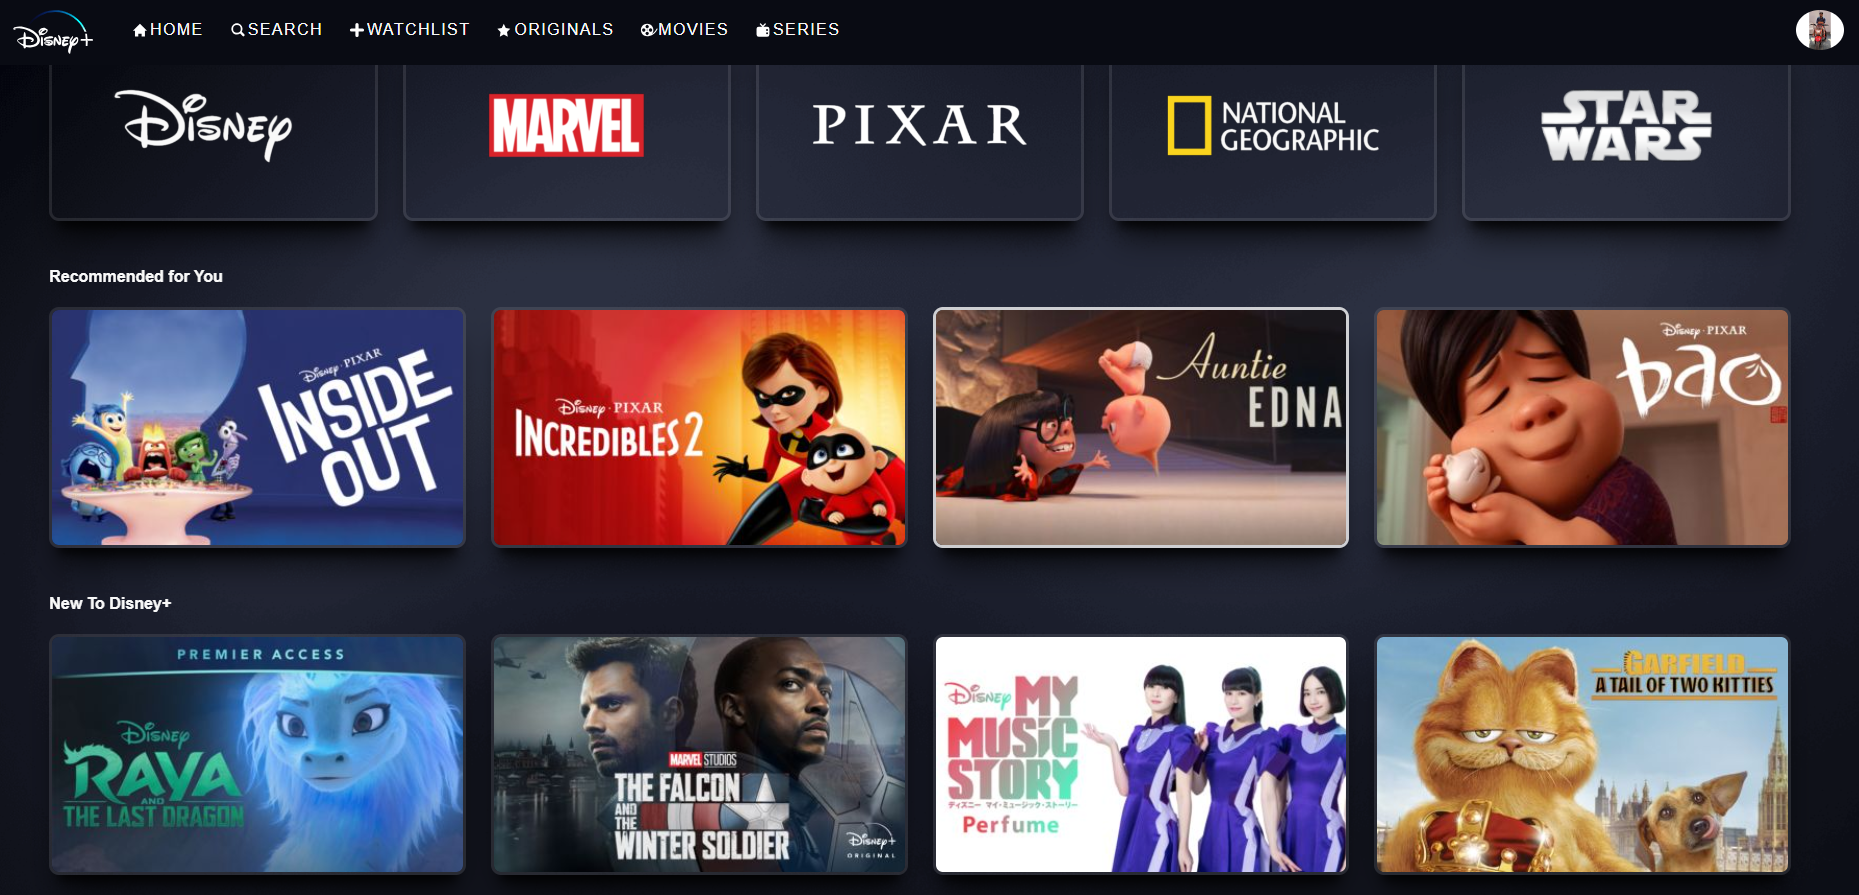 Disney+
HOME
SEARCH
WATCHLIST
ORIGINALS
MOVIES
SERIES
Disney
MARVEL
PIXAR
NATIONAL
GEOGRAPHIC
STAR
WARS
Recommended for You
Disney·PIXAR
INSIDE
OUT
Disney·PIXAR
INCREDIBLES 2
Auntie
EDNA
Disney·PIXAR
bao
New To Disney+
PREMIER ACCESS
Disney
RAYA
AND
THE LAST DRAGON
MARVEL STUDIOS
THE FALCON
AND
THE
WINTER SOLDIER
Disney+
ORIGINAL
Disney MY
MUSIC
STORY
ディズニー マイ・ミュージック・ストーリー
Perfume
GARFIELD
A TAIL OF TWO KITTIES